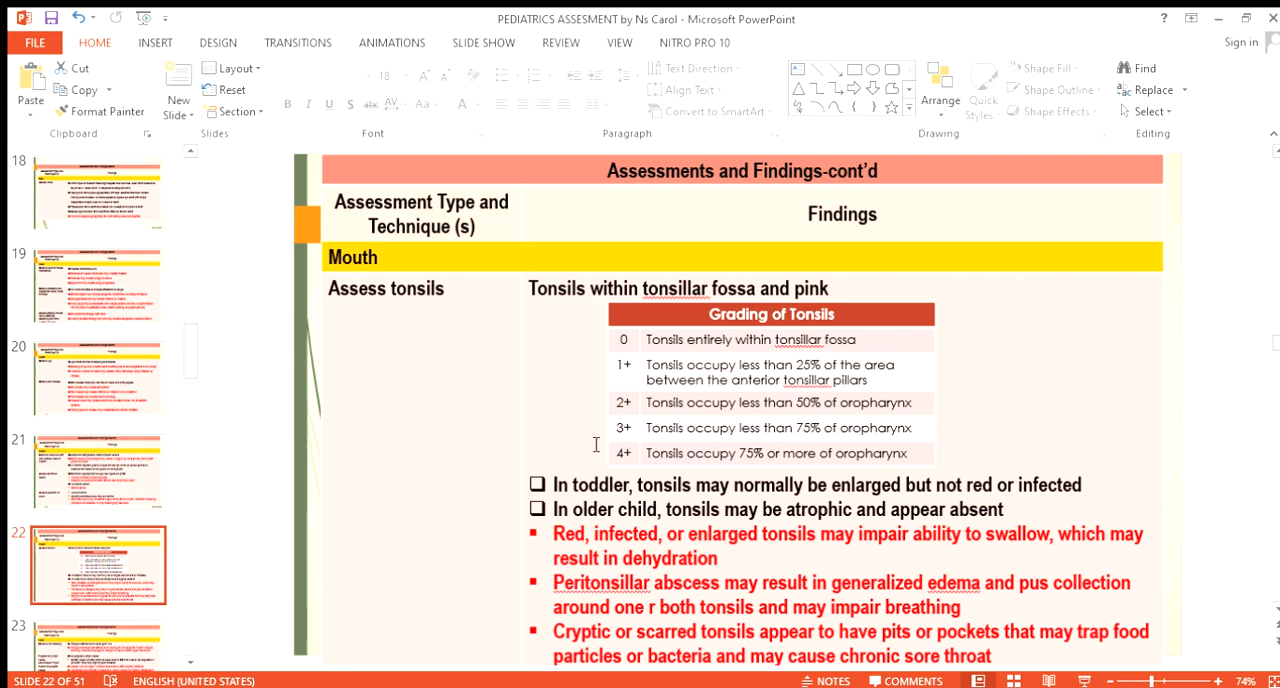 PEDIATRICS ASSESMENT by Ns Carol - Microsoft PowerPoint
Sign in
FILE HOME INSERT DESIGN TRANSITIONS ANIMATIONS SLIDE SHOW REVIEW VIEW NITRO PRO 10
Paste
Cut
Copy
Format Painter
Clipboard
New Slide
Layout
Reset
Section
Slides
18
B I U S abc AV Aa A
Font
Text Direction
Align Text
Convert to SmartArt
Paragraph
Arrange
Quick Styles
Shape Fill
Shape Outline
Shape Effects
Drawing
Find
Replace
Select
Editing
18
19
20
21
22
23
Assessments and Findings-cont'd
Assessment Type and
Technique (s)
Findings
Mouth
Asses tonsils
Tonsils within tonsillar fossa and pink
Grading of Tonsils
0 Tonsils entirely within tonsillar fossa
1+ Tonsils occupy less than 25% of the area
between the anterior tonsillar pillars
2+ Tonsils occupy less than 50% of oropharynx
3+ Tonsils occupy less than 75% of oropharynx
4+ Tonsils occupy 75% or more of oropharynx
In toddler, tonsils may normally be enlarged but not red or infected
In older child, tonsils may be atrophic and appear absent
Red, infected, or enlarged tonsils may impair ability to swallow, which may
result in dehydration
Peritonsillar abscess may result in generalized edema and pus collection
around one r both tonsils and may impair breathing
Cryptic or scarred tonsils appear to have pits or pockets that may trap food
particles or bacteria and may cause chronic sore throat
SLIDE 22 OF 51 ENGLISH (UNITED STATES) NOTES COMMENTS 74%